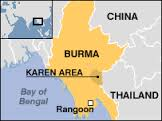 CHINA
BURMA
KAREN AREA
Bay of
Bengal
THAILAND
Rangoon